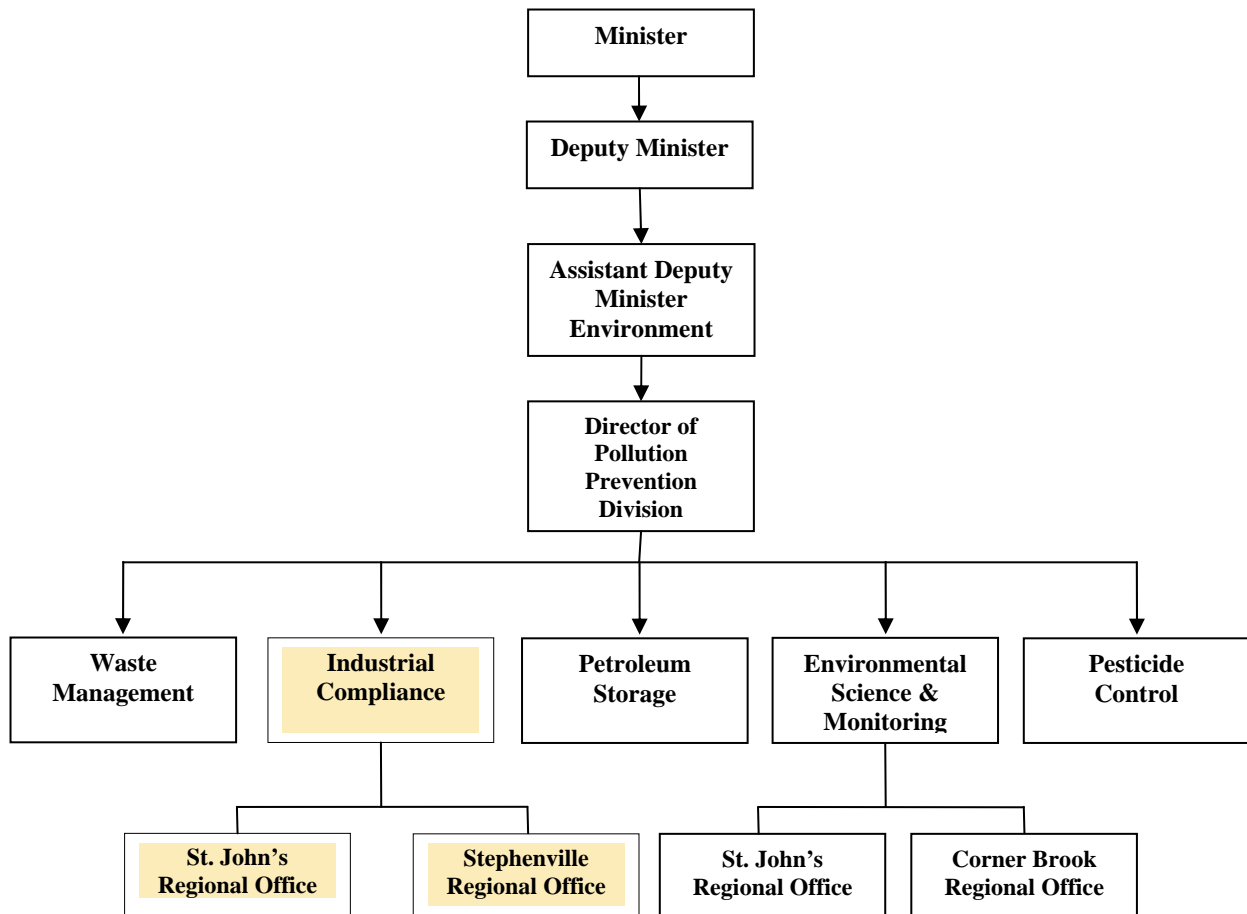 Minister
Deputy Minister
Assistant Deputy
Minister
Environment
Director of
Pollution
Prevention
Division
Waste
Management
Industrial
Compliance
Petroleum
Storage
Environmental
Science &
Monitoring
Pesticide
Control
St. John’s
Regional Office
Stephenville
Regional Office
St. John’s
Regional Office
Corner Brook
Regional Office